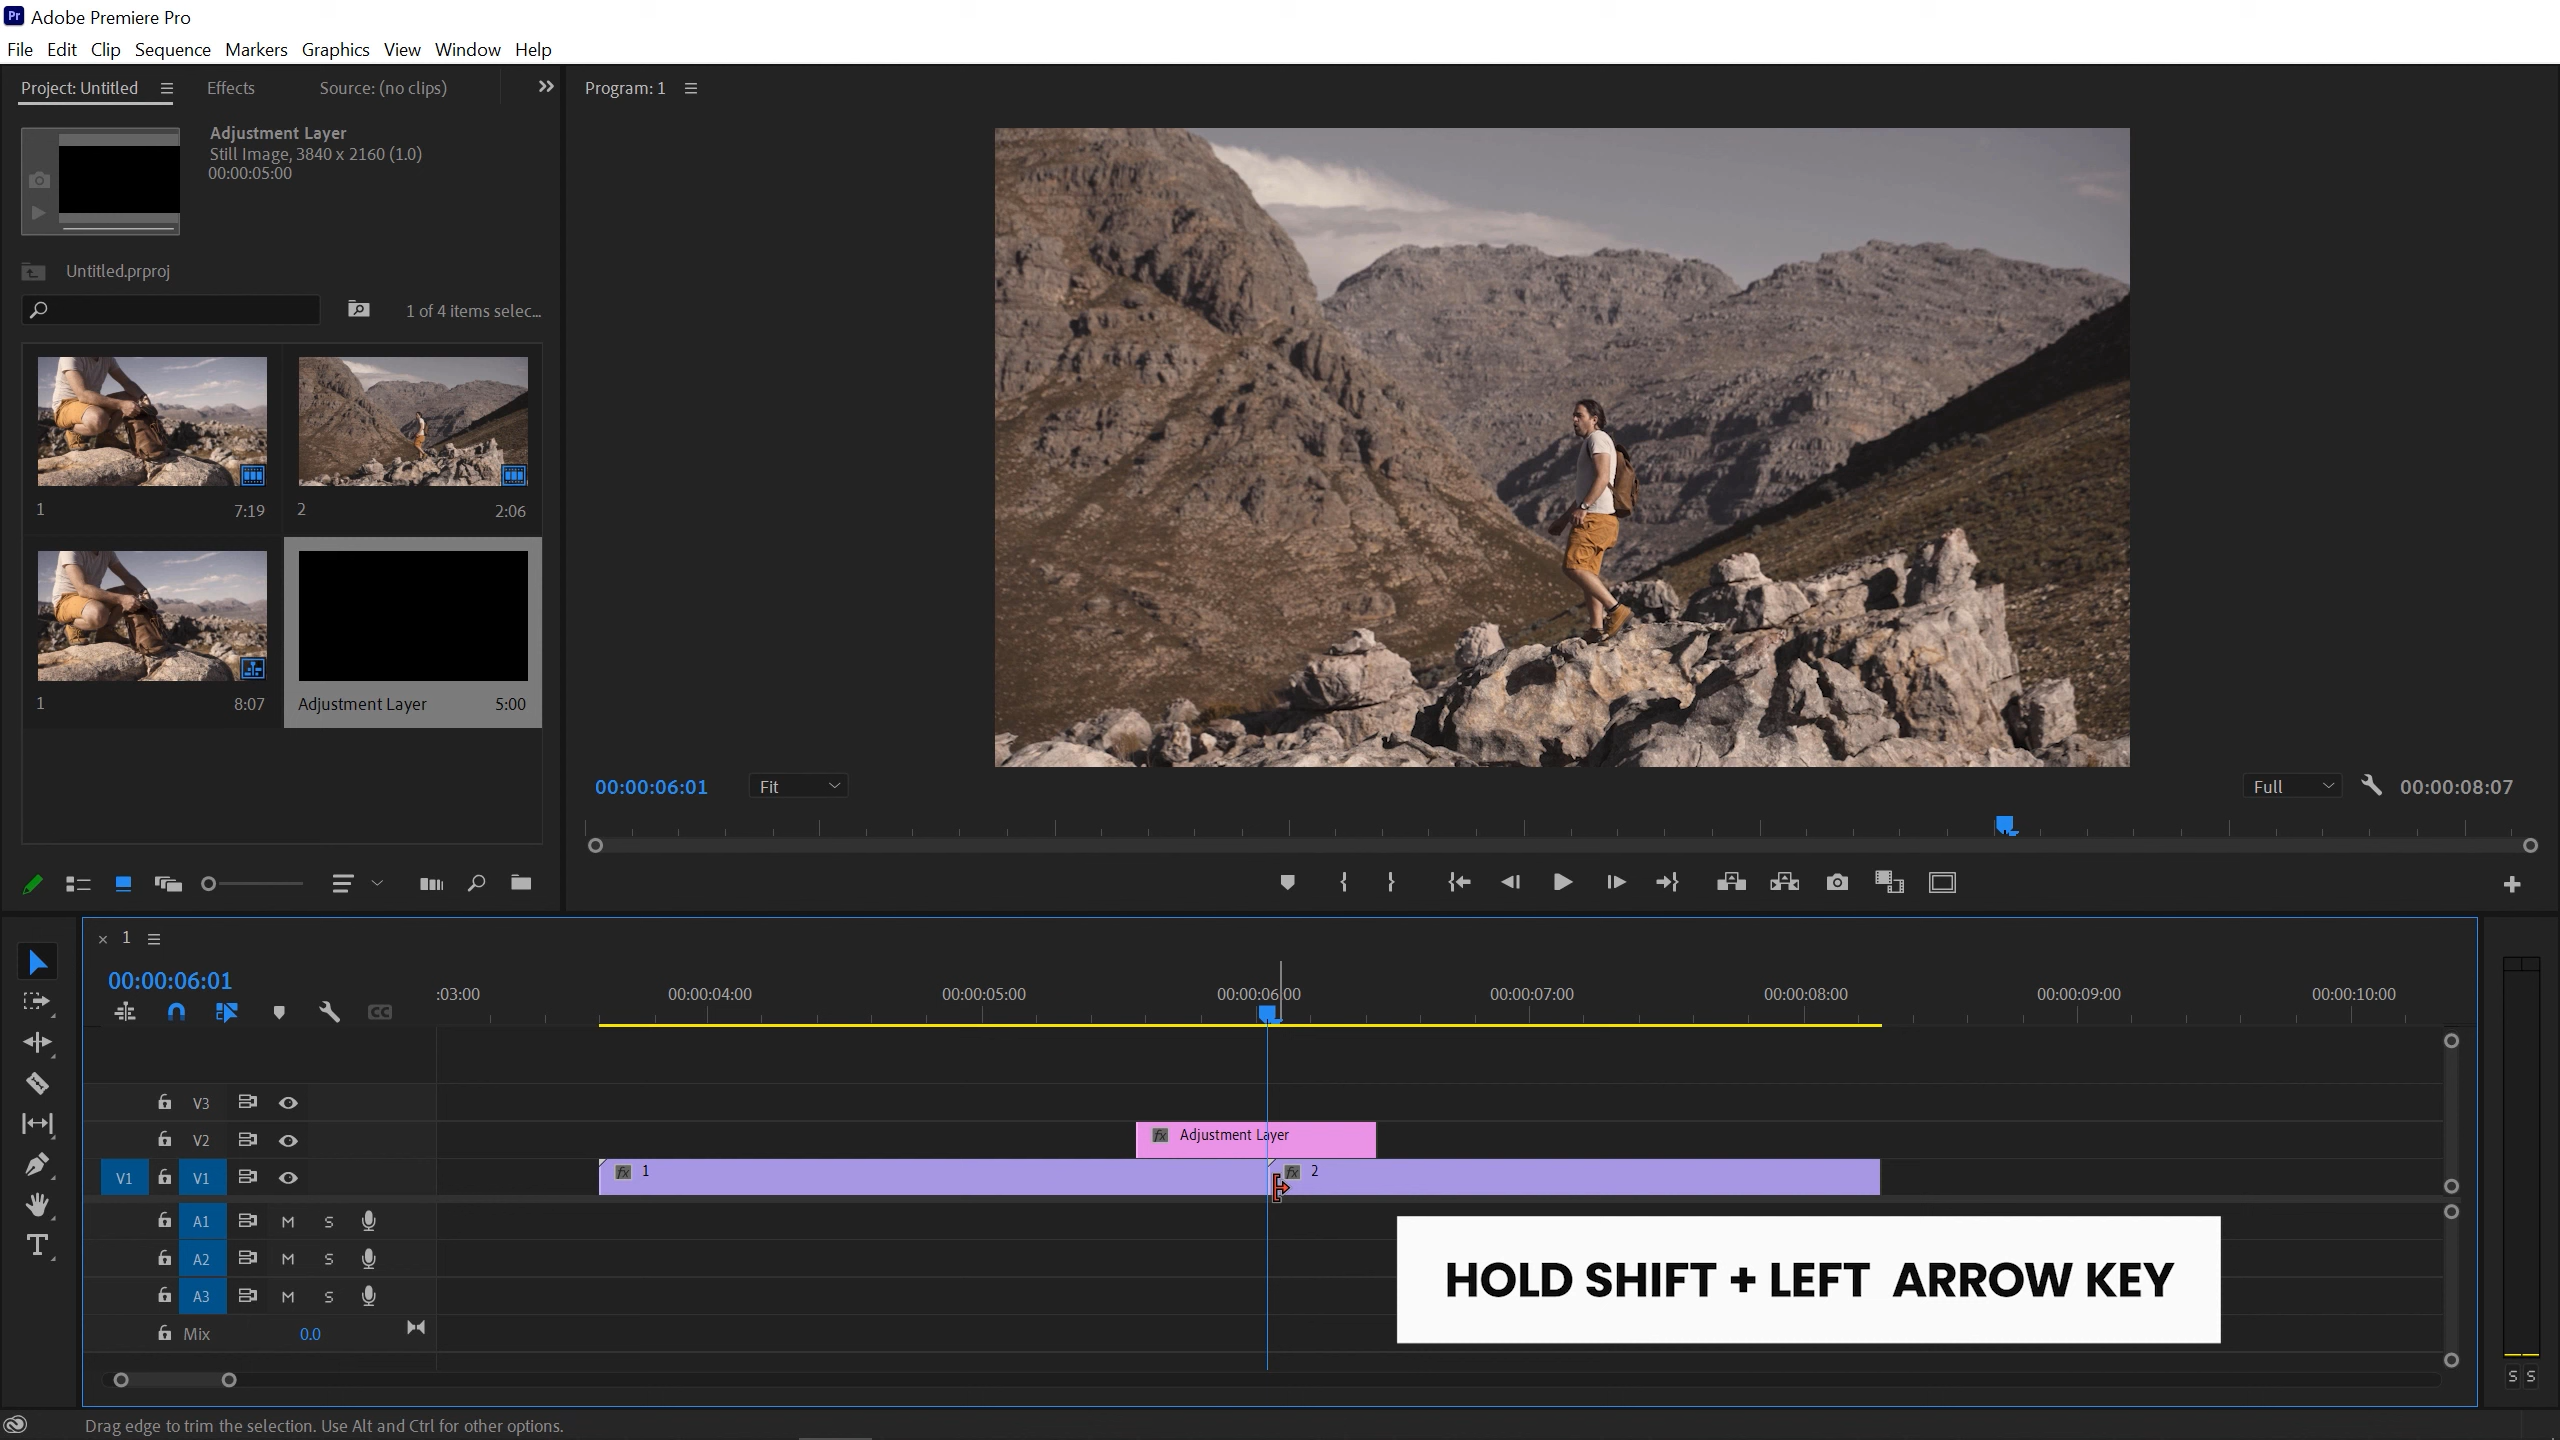 Pr Adobe Premiere Pro
File Edit Clip Sequence Markers Graphics View Window Help
Project: Untitled Effects Source: (no clips)
Program: 1
Adjustment Layer
Still Image, 3840 x 2160 (1.0)
00:00:05:00
Untitled.prproj
1 of 4 items selec...
1 7:19
2 2:06
1 8:07
Adjustment Layer 5:00
00:00:06:01 Fit Full 00:00:08:07
1
00:00:06:01
:03:00 00:00:04:00 00:00:05:00 00:00:06:00 00:00:07:00 00:00:08:00 00:00:09:00 00:00:10:00
CC
V3
V2 fx Adjustment Layer
V1 V1 fx 1 fx 2
A1 M S
A2 M S
A3 M S
Mix 0.0
HOLD SHIFT + LEFT ARROW KEY
S S
Drag edge to trim the selection. Use Alt and Ctrl for other options.